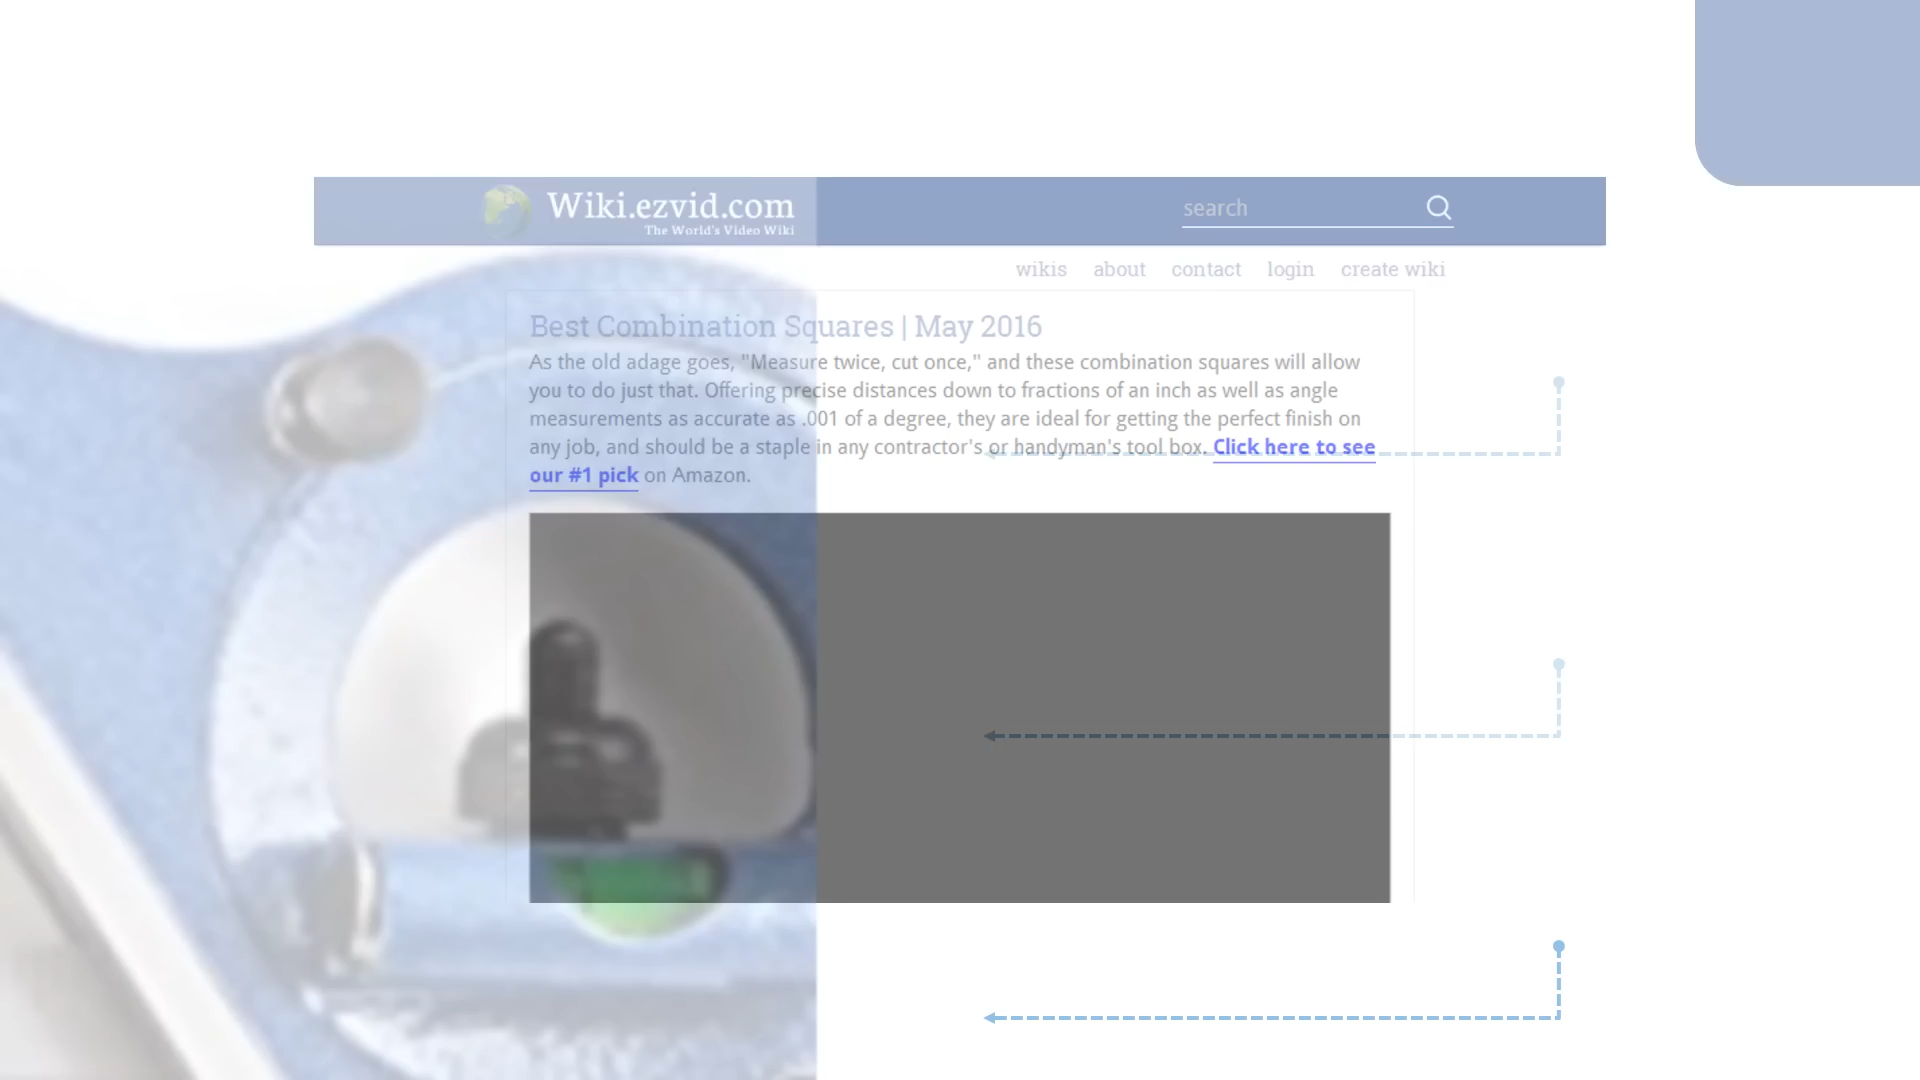 Wiki.ezvid.com
The World's Video Wiki
search
wikis about contact login create wiki
Best Combination Squares | May 2016
As the old adage goes, "Measure twice, cut once," and these combination squares will allow
you to do just that. Offering precise distances down to fractions of an inch as well as angle
measurements as accurate as .001 of a degree, they are ideal for getting the perfect finish on
any job, and should be a staple in any contractor's or handyman's tool box. Click here to see
our #1 pick on Amazon.